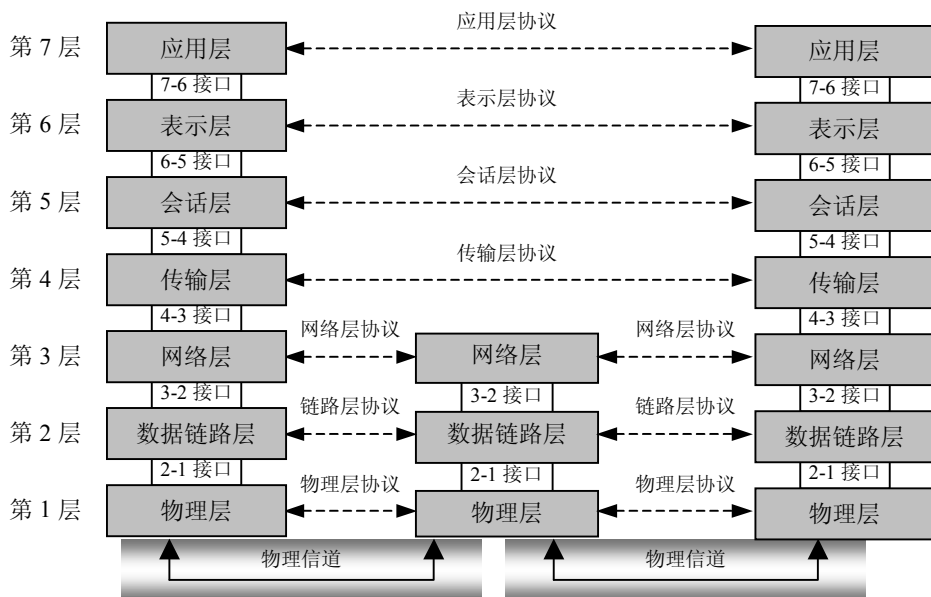 应用层协议
第 7 层 应用层 应用层
7-6 接口 7-6 接口
表示层协议
第 6 层 表示层 表示层
6-5 接口 6-5 接口
会话层协议
第 5 层 会话层 会话层
5-4 接口 5-4 接口
传输层协议
第 4 层 传输层 传输层
4-3 接口 4-3 接口
网络层协议 网络层协议
第 3 层 网络层 网络层 网络层
3-2 接口 3-2 接口 3-2 接口
链路层协议 链路层协议
第 2 层 数据链路层 数据链路层 数据链路层
2-1 接口 2-1 接口 2-1 接口
物理层协议 物理层协议
第 1 层 物理层 物理层 物理层
物理信道 物理信道